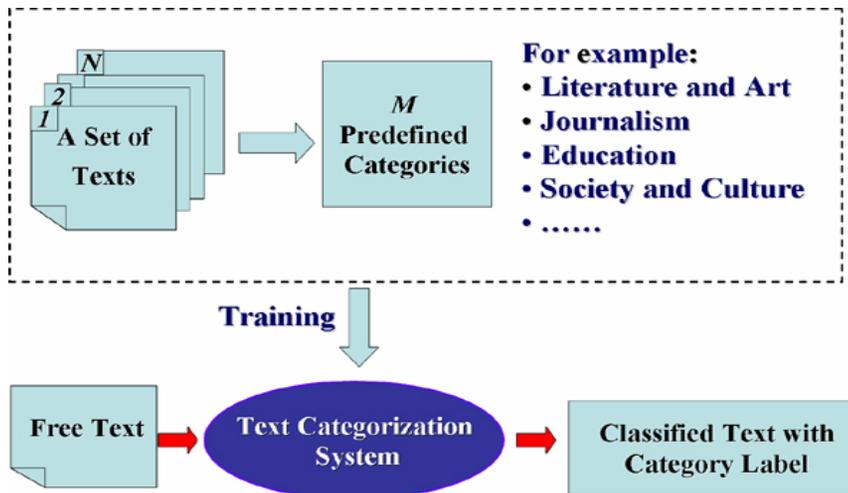 N
2
1
A Set of
Texts
M
Predefined
Categories
For example:
• Literature and Art
• Journalism
• Education
• Society and Culture
• ……
Training
Free Text
Text Categorization
System
Classified Text with
Category Label